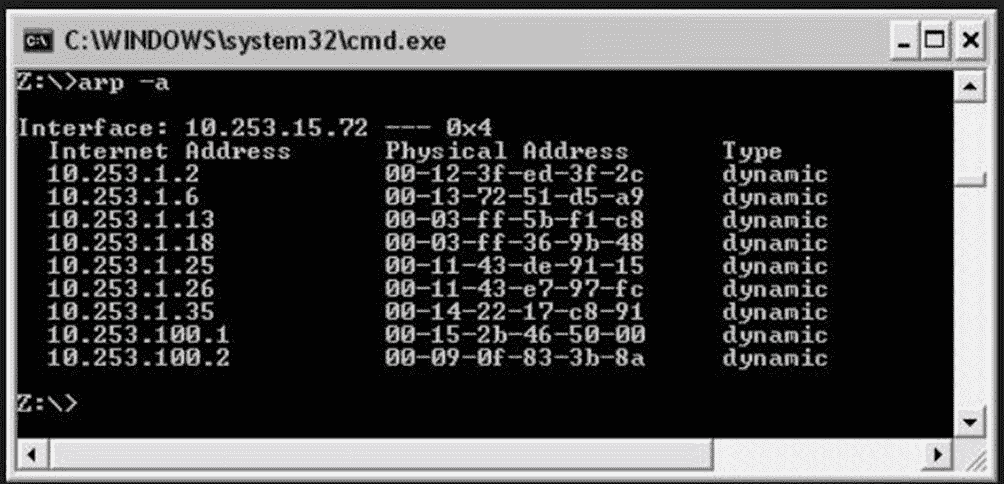 C:\WINDOWS\system32\cmd.exe
Z:\>arp -a
Interface: 10.253.15.72 --- 0x4
Internet Address Physical Address Type
10.253.1.2 00-12-3f-ed-3f-2c dynamic
10.253.1.6 00-13-72-51-d5-a9 dynamic
10.253.1.13 00-03-ff-5b-f1-c8 dynamic
10.253.1.18 00-03-ff-36-9b-48 dynamic
10.253.1.25 00-11-43-de-91-15 dynamic
10.253.1.26 00-11-43-e7-97-fc dynamic
10.253.1.35 00-14-22-17-c8-91 dynamic
10.253.100.1 00-15-2b-46-50-00 dynamic
10.253.100.2 00-09-0f-83-3b-8a dynamic
Z:\>